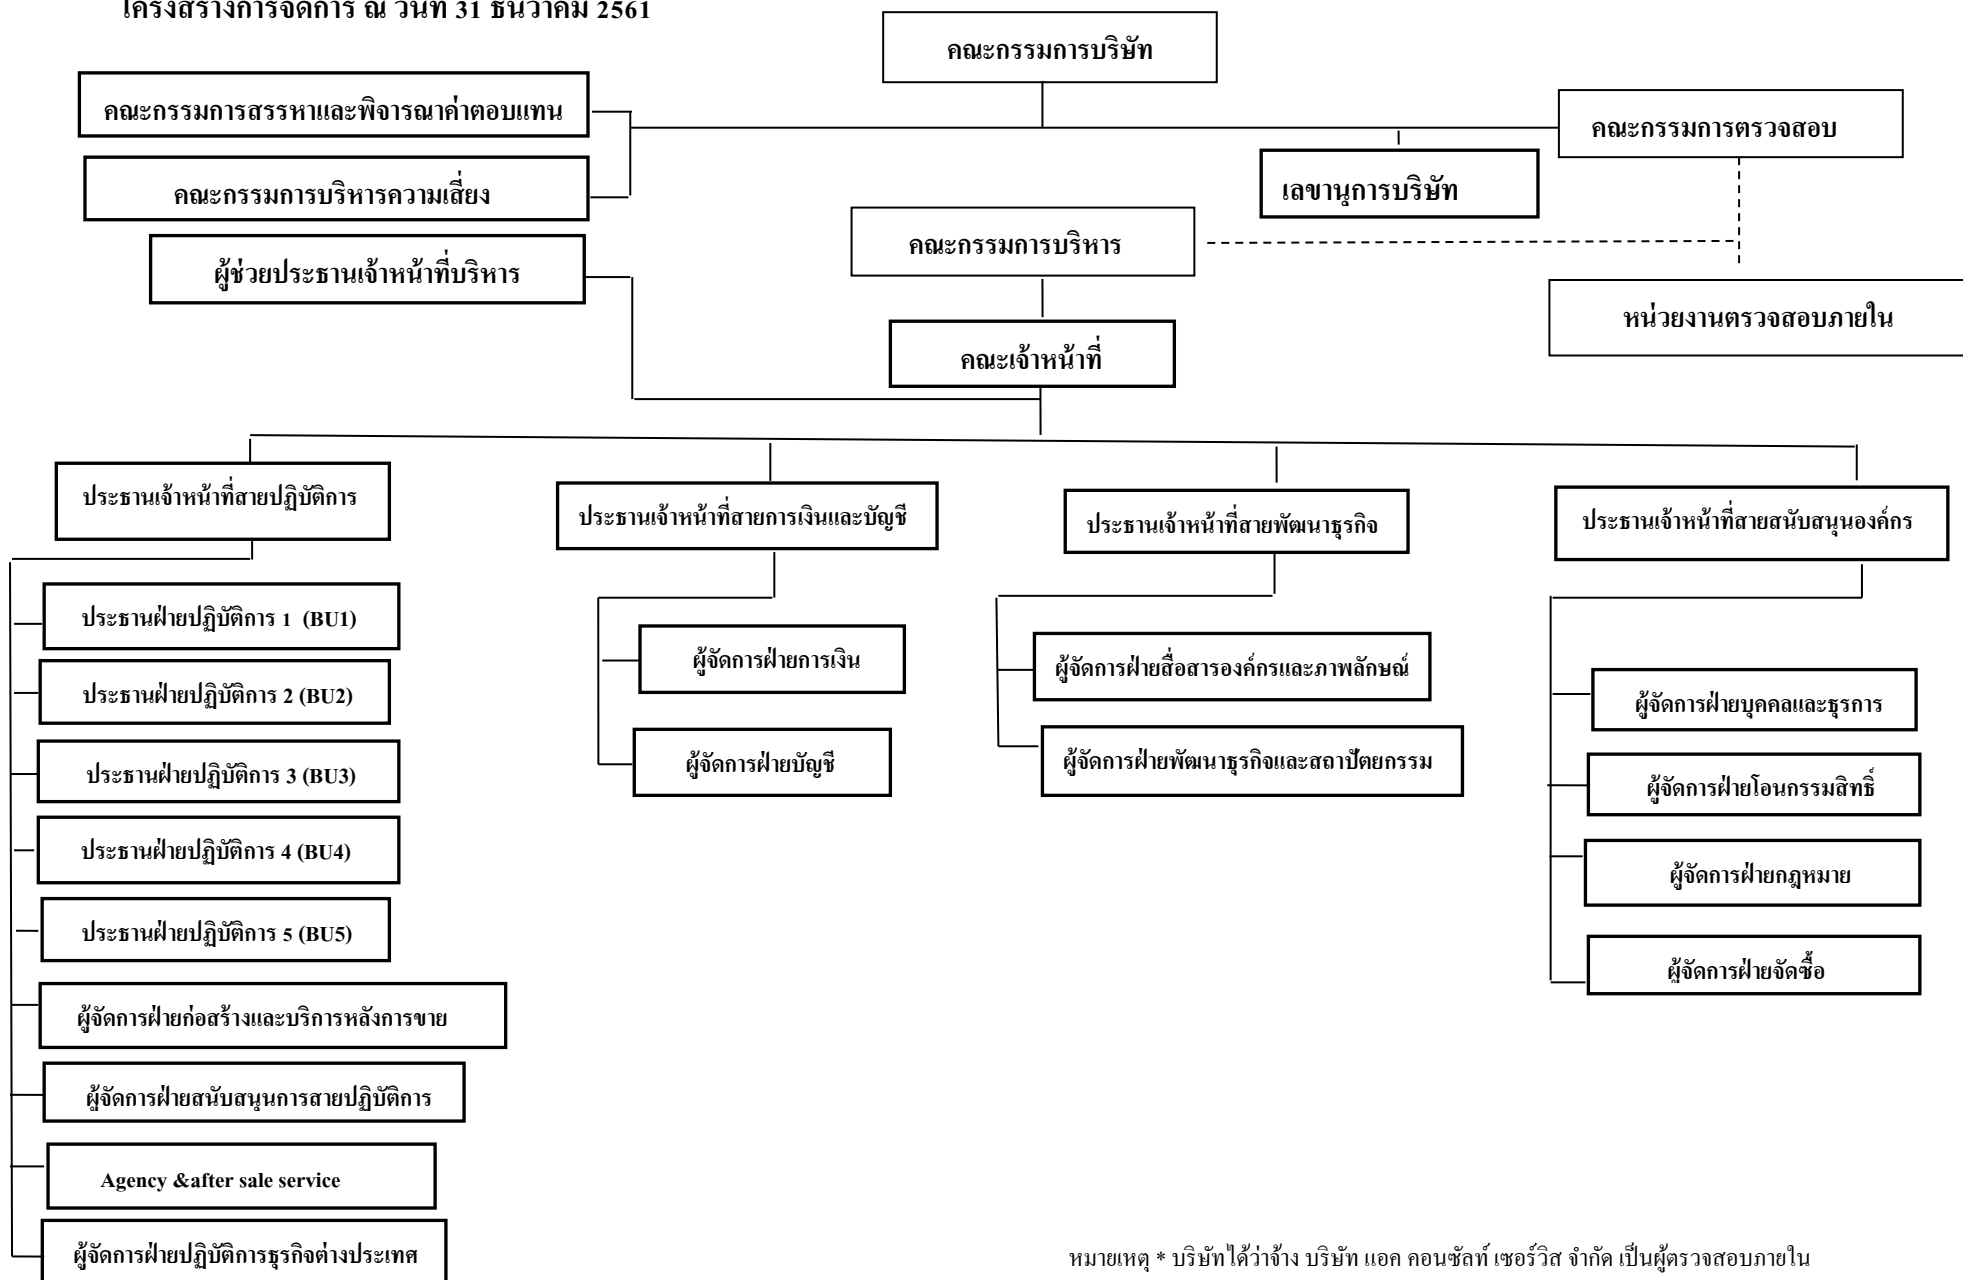 โครงสร้างการจัดการ ณ วันที่ 31 ธันวาคม 2561
คณะกรรมการบริษัท
คณะกรรมการสรรหาและพิจารณาค่าตอบแทน
คณะกรรมการตรวจสอบ
คณะกรรมการบริหารความเสี่ยง
เลขานุการบริษัท
คณะกรรมการบริหาร
ผู้ช่วยประธานเจ้าหน้าที่บริหาร
หน่วยงานตรวจสอบภายใน
คณะเจ้าหน้าที่
ประธานเจ้าหน้าที่สายปฏิบัติการ
ประธานเจ้าหน้าที่สายการเงินและบัญชี
ประธานเจ้าหน้าที่สายพัฒนาธุรกิจ
ประธานเจ้าหน้าที่สายสนับสนุนองค์กร
ประธานฝ่ายปฏิบัติการ 1 (BU1)
ประธานฝ่ายปฏิบัติการ 2 (BU2)
ประธานฝ่ายปฏิบัติการ 3 (BU3)
ประธานฝ่ายปฏิบัติการ 4 (BU4)
ประธานฝ่ายปฏิบัติการ 5 (BU5)
ผู้จัดการฝ่ายก่อสร้างและบริการหลังการขาย
ผู้จัดการฝ่ายสนับสนุนการสายปฏิบัติการ
Agency &after sale service
ผู้จัดการฝ่ายปฏิบัติการธุรกิจต่างประเทศ
ผู้จัดการฝ่ายการเงิน
ผู้จัดการฝ่ายบัญชี
ผู้จัดการฝ่ายสื่อสารองค์กรและภาพลักษณ์
ผู้จัดการฝ่ายพัฒนาธุรกิจและสถาปัตยกรรม
ผู้จัดการฝ่ายบุคคลและธุรการ
ผู้จัดการฝ่ายโอนกรรมสิทธิ์
ผู้จัดการฝ่ายกฎหมาย
ผู้จัดการฝ่ายจัดซื้อ
หมายเหตุ * บริษัทได้ว่าจ้าง บริษัท แอค คอนซัลท์ เซอร์วิส จำกัด เป็นผู้ตรวจสอบภายใน